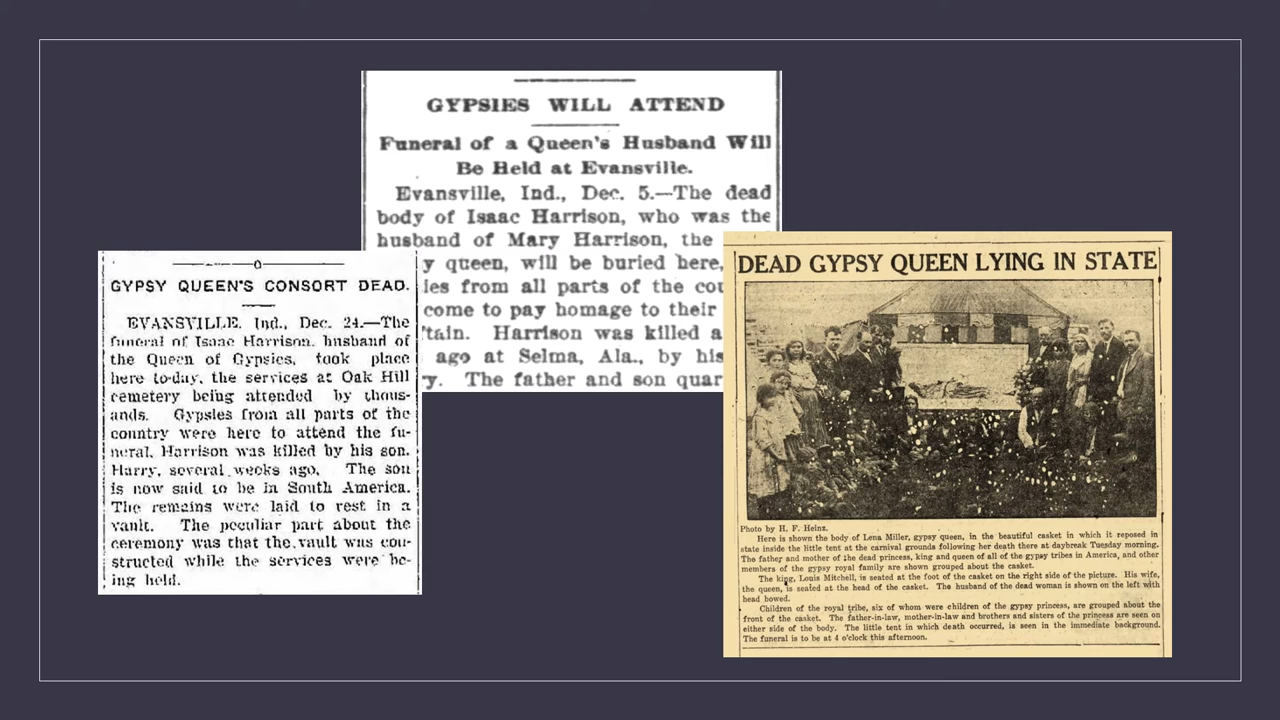 GYPSIES WILL ATTEND
Funeral of a Queen's Husband Will
Be Held at Evansville.
Evansville, Ind., Dec. 5.—The dead
body of Isaac Harrison, who was the
husband of Mary Harrison, the
y queen, will be buried here,
ies from all parts of the cou
come to pay homage to their
'tain. Harrison was killed a
ago at Selma, Ala., by his
y. The father and son quar
GYPSY QUEEN'S CONSORT DEAD.
EVANSVILLE, Ind., Dec. 24.—The
funeral of Isaac Harrison, husband of
the Queen of Gypsies, took place
here to-day, the services at Oak Hill
cemetery being attended by thous-
ands. Gypsies from all parts of the
country were here to attend the fu-
neral. Harrison was killed by his son,
Harry, several weeks ago. The son
is now said to be in South America.
The remains were laid to rest in a
vault. The peculiar part about the
ceremony was that the vault was con-
structed while the services were be-
ing held.
DEAD GYPSY QUEEN LYING IN STATE
Photo by H. F. Heinz.
Here is shown the body of Lena Miller, gypsy queen, in the beautiful casket in which it reposed in
state inside the little tent at the carnival grounds following her death there at daybreak Tuesday morning.
The father and mother of the dead princess, king and queen of all of the gypsy tribes in America, and other
members of the gypsy royal family are shown grouped about the casket.
The king, Louis Mitchell, is seated at the foot of the casket on the right side of the picture. His wife,
the queen, is seated at the head of the casket. The husband of the dead woman is shown on the left with
head bowed.
Children of the royal tribe, six of whom were children of the gypsy princess, are grouped about the
front of the casket. The father-in-law, mother-in-law and brothers and sisters of the princess are seen on
either side of the body. The little tent in which death occurred, is seen in the immediate background.
The funeral is to be at 4 o'clock this afternoon.